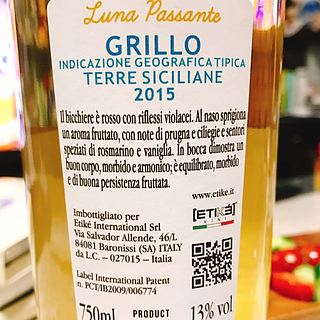 Luna Passante
GRILLO
INDICAZIONE GEOGRAFICA TIPICA
TERRE SICILIANE
2015
Il bicchiere è rosso con riflessi violacei. Al naso sprigiona
un aroma fruttato, con note di prugna e ciliegie e sentori
speziati di rosmarino e vaniglia. In bocca dimostra un
buon corpo, morbido e armonico; è equilibrato, morbido
e di buona persistenza fruttata.
www.etike.it
[ETIKÉ]
VINI
Imbottigliato per
Etiké International Srl
Via Salvador Allende, 46/L
84081 Baronissi (SA) ITALY
da L.C. – 027015 – Italia
Label International Patent
n. PCT/IB2009/006774
750ml
PRODUCT
13% vol